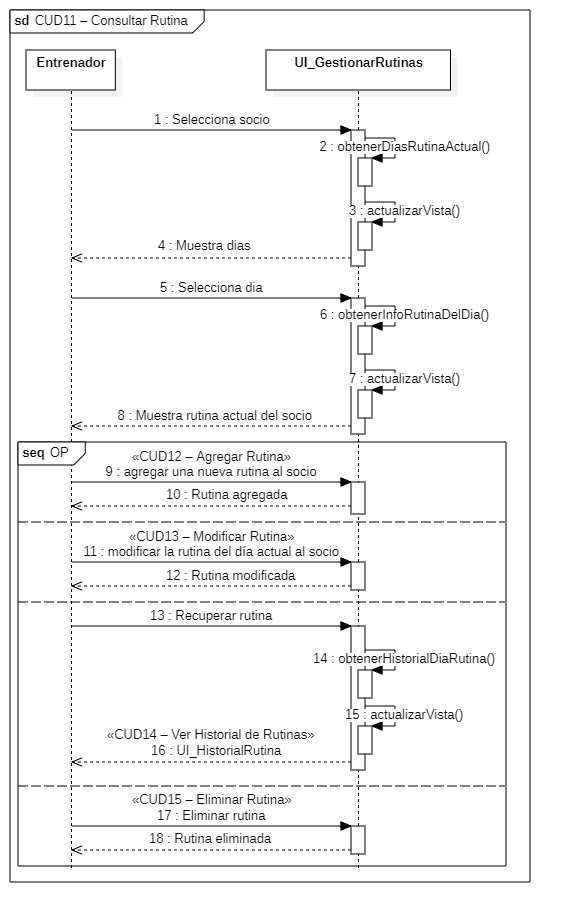 sd CUD11 – Consultar Rutina
Entrenador
UI_GestionarRutinas
1 : Selecciona socio
2 : obtenerDiasRutinaActual()
3 : actualizarVista()
4 : Muestra dias
5 : Selecciona dia
6 : obtenerInfoRutinaDelDia()
7 : actualizarVista()
8 : Muestra rutina actual del socio
seq OP
«CUD12 – Agregar Rutina»
9 : agregar una nueva rutina al socio
10 : Rutina agregada
«CUD13 – Modificar Rutina»
11 : modificar la rutina del día actual al socio
12 : Rutina modificada
13 : Recuperar rutina
14 : obtenerHistorialDiaRutina()
15 : actualizarVista()
«CUD14 – Ver Historial de Rutinas»
16 : UI_HistorialRutina
«CUD15 – Eliminar Rutina»
17 : Eliminar rutina
18 : Rutina eliminada